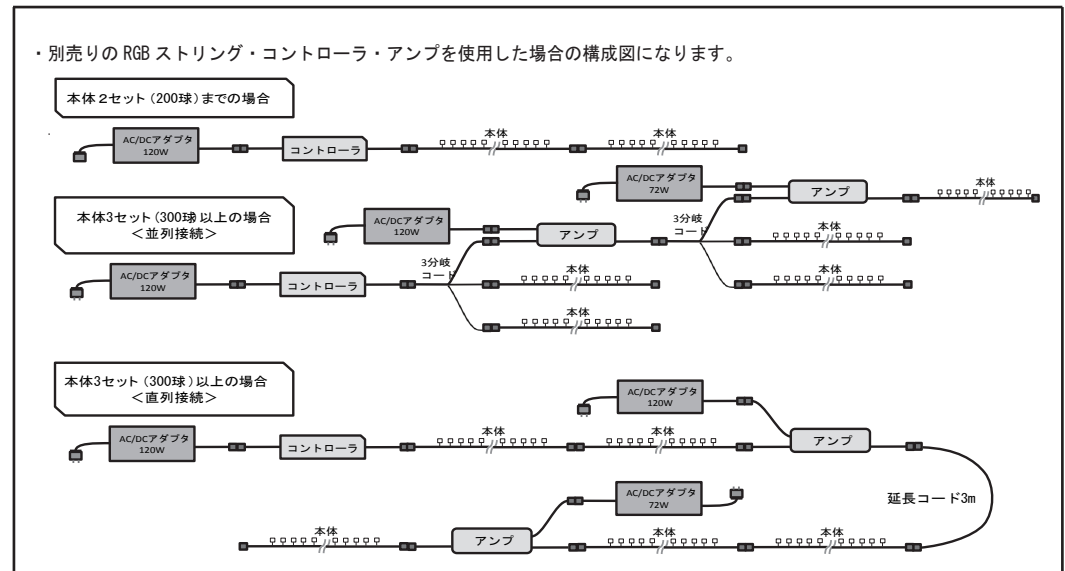 ・別売りの RGB ストリング・コントローラ・アンプを使用した場合の構成図になります。
本体２セット（200球）までの場合
AC/DCアダプタ
120W
コントローラ
本体
本体
AC/DCアダプタ
72W
アンプ
本体
本体3セット（300球以上の場合
＜並列接続＞
AC/DCアダプタ
120W
アンプ
3分岐
コード
本体
AC/DCアダプタ
120W
コントローラ
3分岐
コード
本体
本体
本体
本体3セット（300球）以上の場合
＜直列接続＞
AC/DCアダプタ
120W
AC/DCアダプタ
120W
コントローラ
本体
本体
アンプ
延長コード3m
AC/DCアダプタ
72W
本体
アンプ
本体
本体